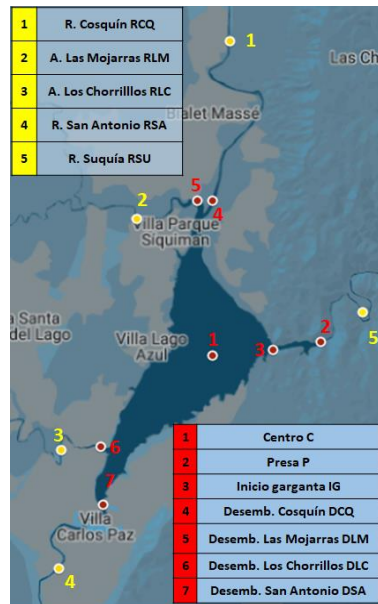 1 R. Cosquín RCQ
2 A. Las Mojarras RLM
3 A. Los Chorrilllos RLC
4 R. San Antonio RSA
5 R. Suquía RSU
1
Las Ch
Bialet Massé
5
2
4
Villa Parque
Siquiman
a Santa
del Lago
Villa Lago
Azul
1
3
2
5
3
6
7
Villa
Carlos Paz
4
1 Centro C
2 Presa P
3 Inicio garganta IG
4 Desemb. Cosquín DCQ
5 Desemb. Las Mojarras DLM
6 Desemb. Los Chorrillos DLC
7 Desemb. San Antonio DSA